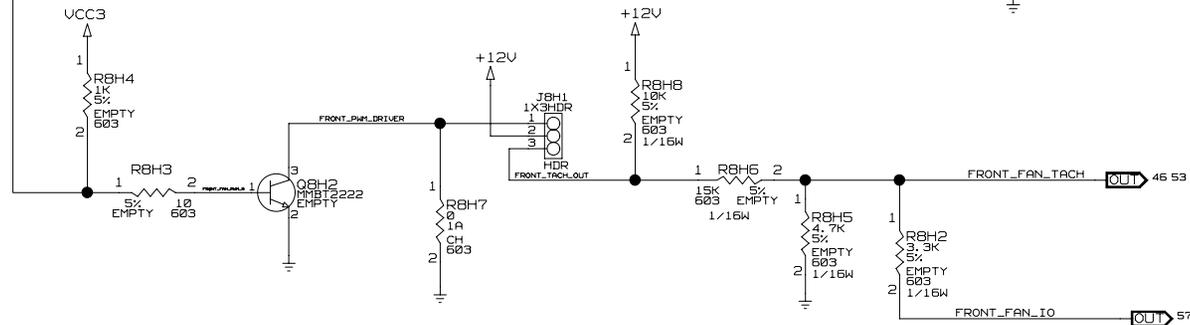 VCC3
1
R8H4
1K
5%
EMPTY
603
2
R8H3
1
2
5%
10
EMPTY
603
1
3
Q8H2
MMBT2222
EMPTY
2
FRONT_PWM_DRIVER
1
R8H7
0
1A
CH
603
2
+12V
J8H1
1X3HDR
1
2
3
HDR
FRONT_TACH_OUT
+12V
1
R8H8
10K
5%
EMPTY
603
1/16W
2
1
R8H6
2
15K
5%
603
EMPTY
1/16W
1
R8H5
4.7K
5%
EMPTY
603
1/16W
2
1
R8H2
3.3K
5%
EMPTY
603
1/16W
2
FRONT_FAN_TACH
OUT
46 53
FRONT_FAN_IO
OUT
57